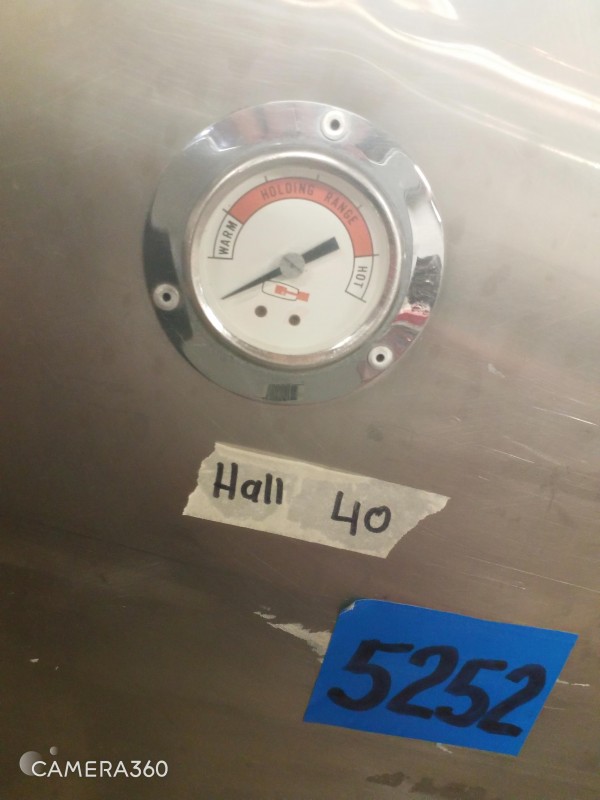 HOLDING RANGE
WARM
HOT
Hall 40
5252
CAMERA360